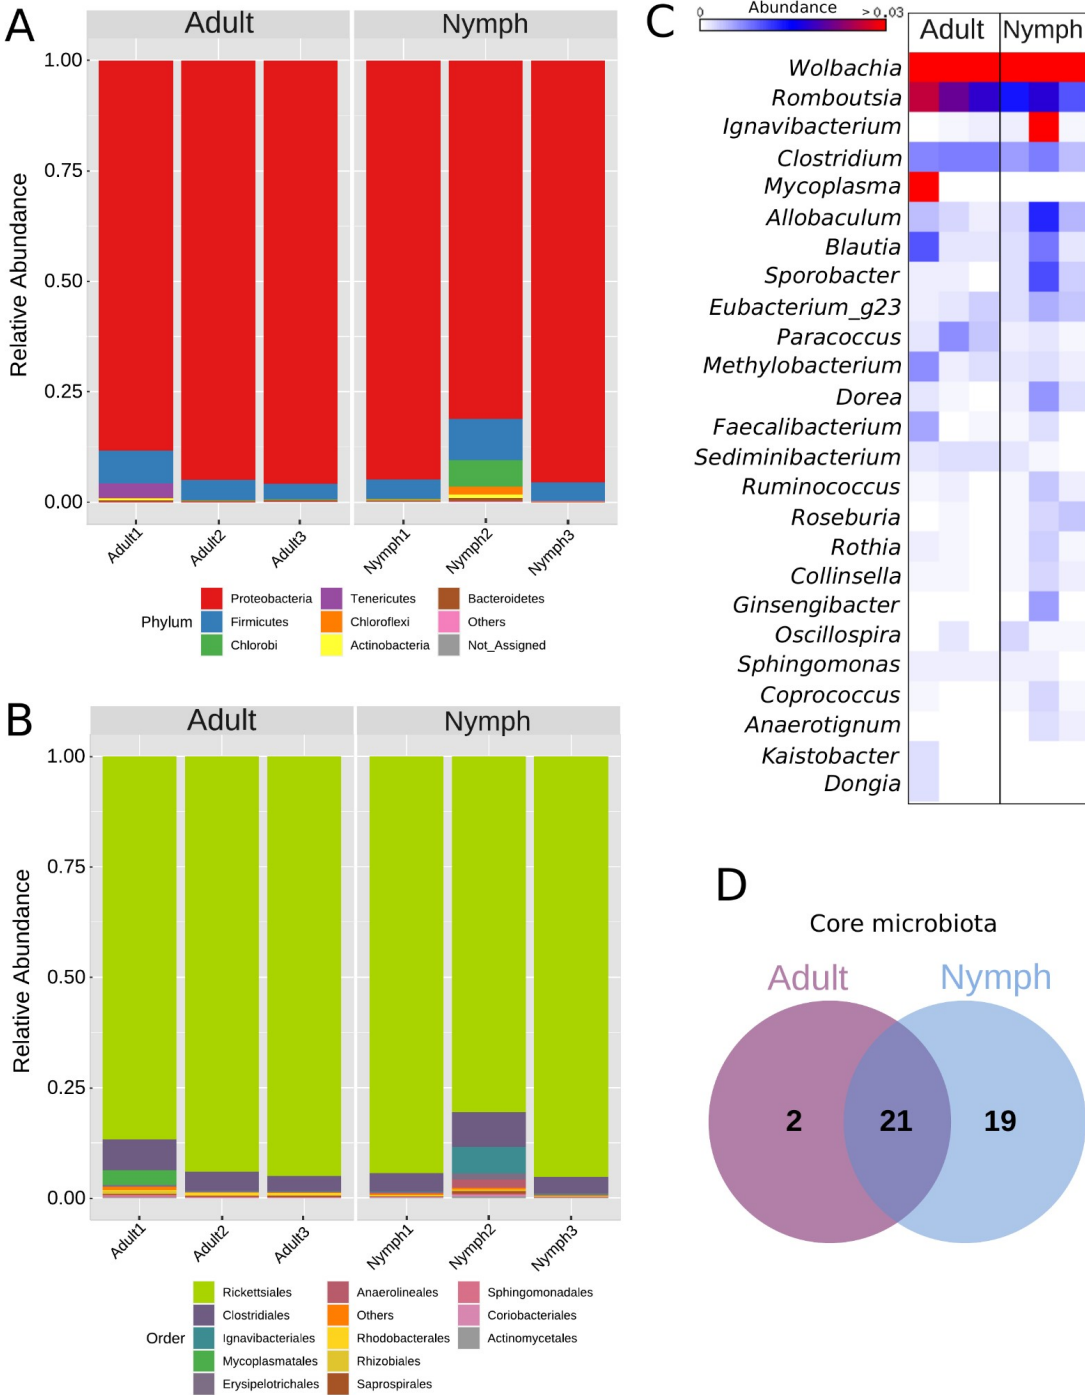 A
Adult Nymph
1.00
0.75
0.50
0.25
0.00
Relative Abundance
Adult1 Adult2 Adult3 Nymph1 Nymph2 Nymph3
Phylum
Proteobacteria Tenericutes Bacteroidetes
Firmicutes Chloroflexi Others
Chlorobi Actinobacteria Not_Assigned
B
Adult Nymph
1.00
0.75
0.50
0.25
0.00
Relative Abundance
Adult1 Adult2 Adult3 Nymph1 Nymph2 Nymph3
Order
Rickettsiales Anaerolineales Sphingomonadales
Clostridiales Others Coriobacteriales
Ignavibacteriales Rhodobacterales Actinomycetales
Mycoplasmatales Rhizobiales
Erysipelotrichales Saprospirales
C
Abundance
0 >0.03
Adult Nymph
Wolbachia
Romboutsia
Ignavibacterium
Clostridium
Mycoplasma
Allobaculum
Blautia
Sporobacter
Eubacterium_g23
Paracoccus
Methylobacterium
Dorea
Faecalibacterium
Sediminibacterium
Ruminococcus
Roseburia
Rothia
Collinsella
Ginsengibacter
Oscillospira
Sphingomonas
Coprococcus
Anaerotignum
Kaistobacter
Dongia
D
Core microbiota
Adult Nymph
2 21 19